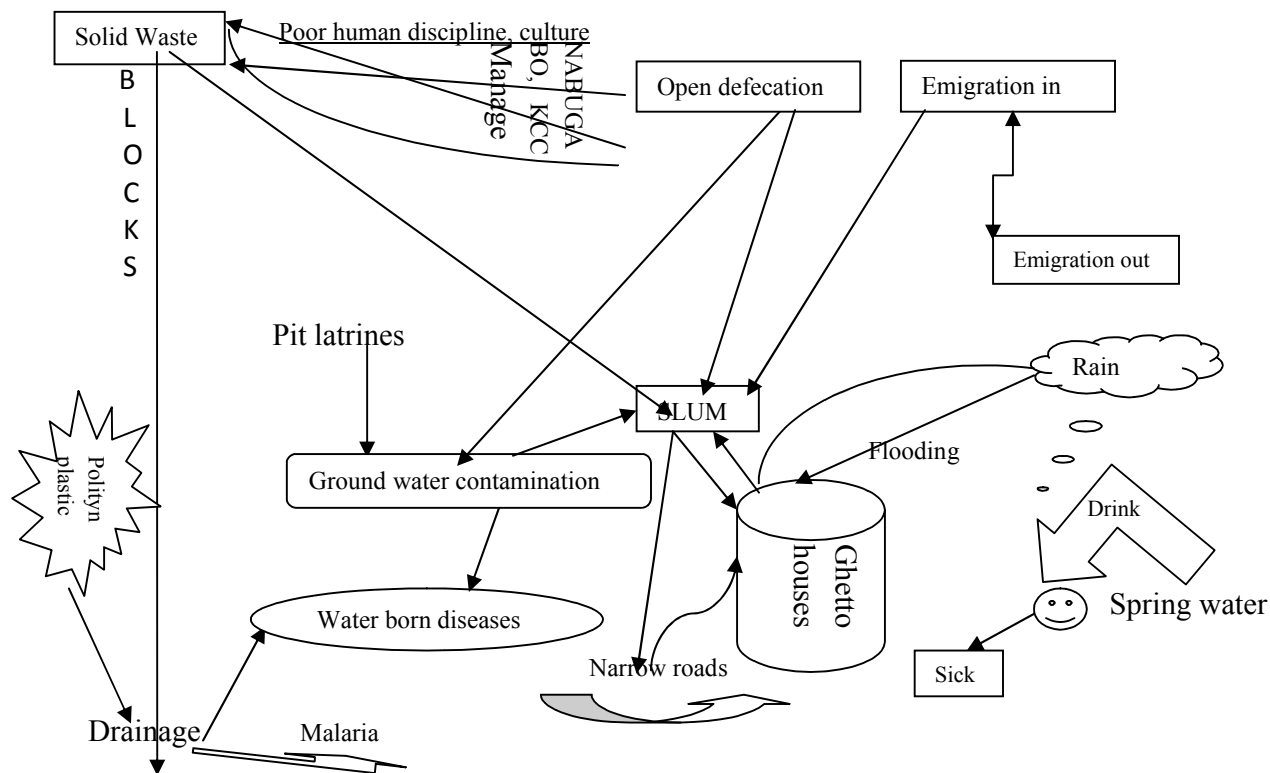 Solid Waste
Poor human discipline, culture
NABUGA
BO, KCC
Manage
Open defecation
Emigration in
B
L
O
C
K
S
Emigration out
Pit latrines
Rain
SLUM
Flooding
Polityn
plastic
Ground water contamination
Drink
Ghetto
houses
Water born diseases
Spring water
Narrow roads
Sick
Drainage
Malaria